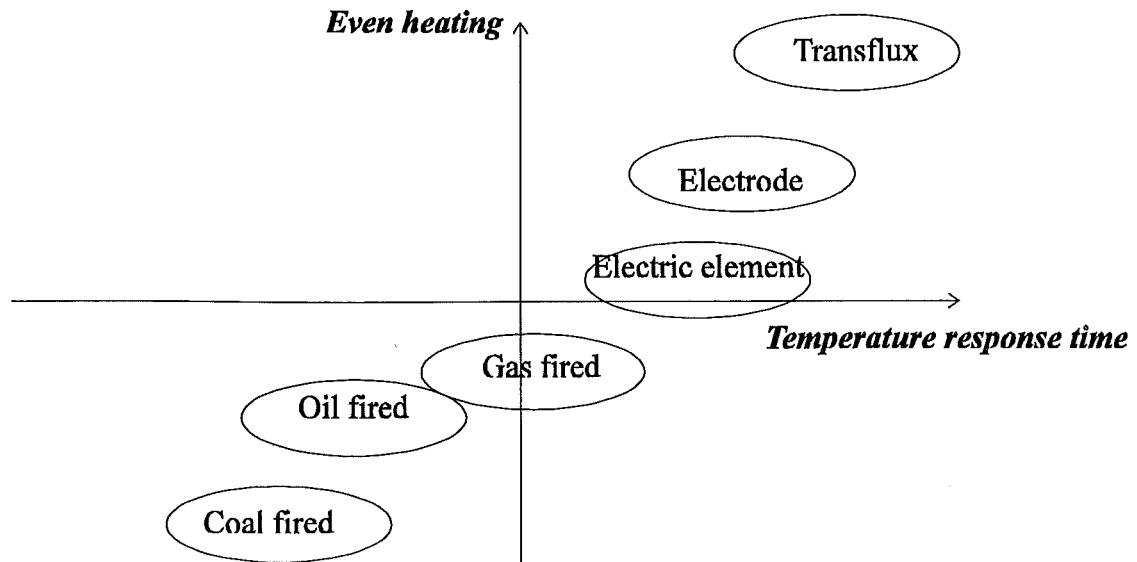 Even heating
Transflux
Electrode
Electric element
Temperature response time
Gas fired
Oil fired
Coal fired